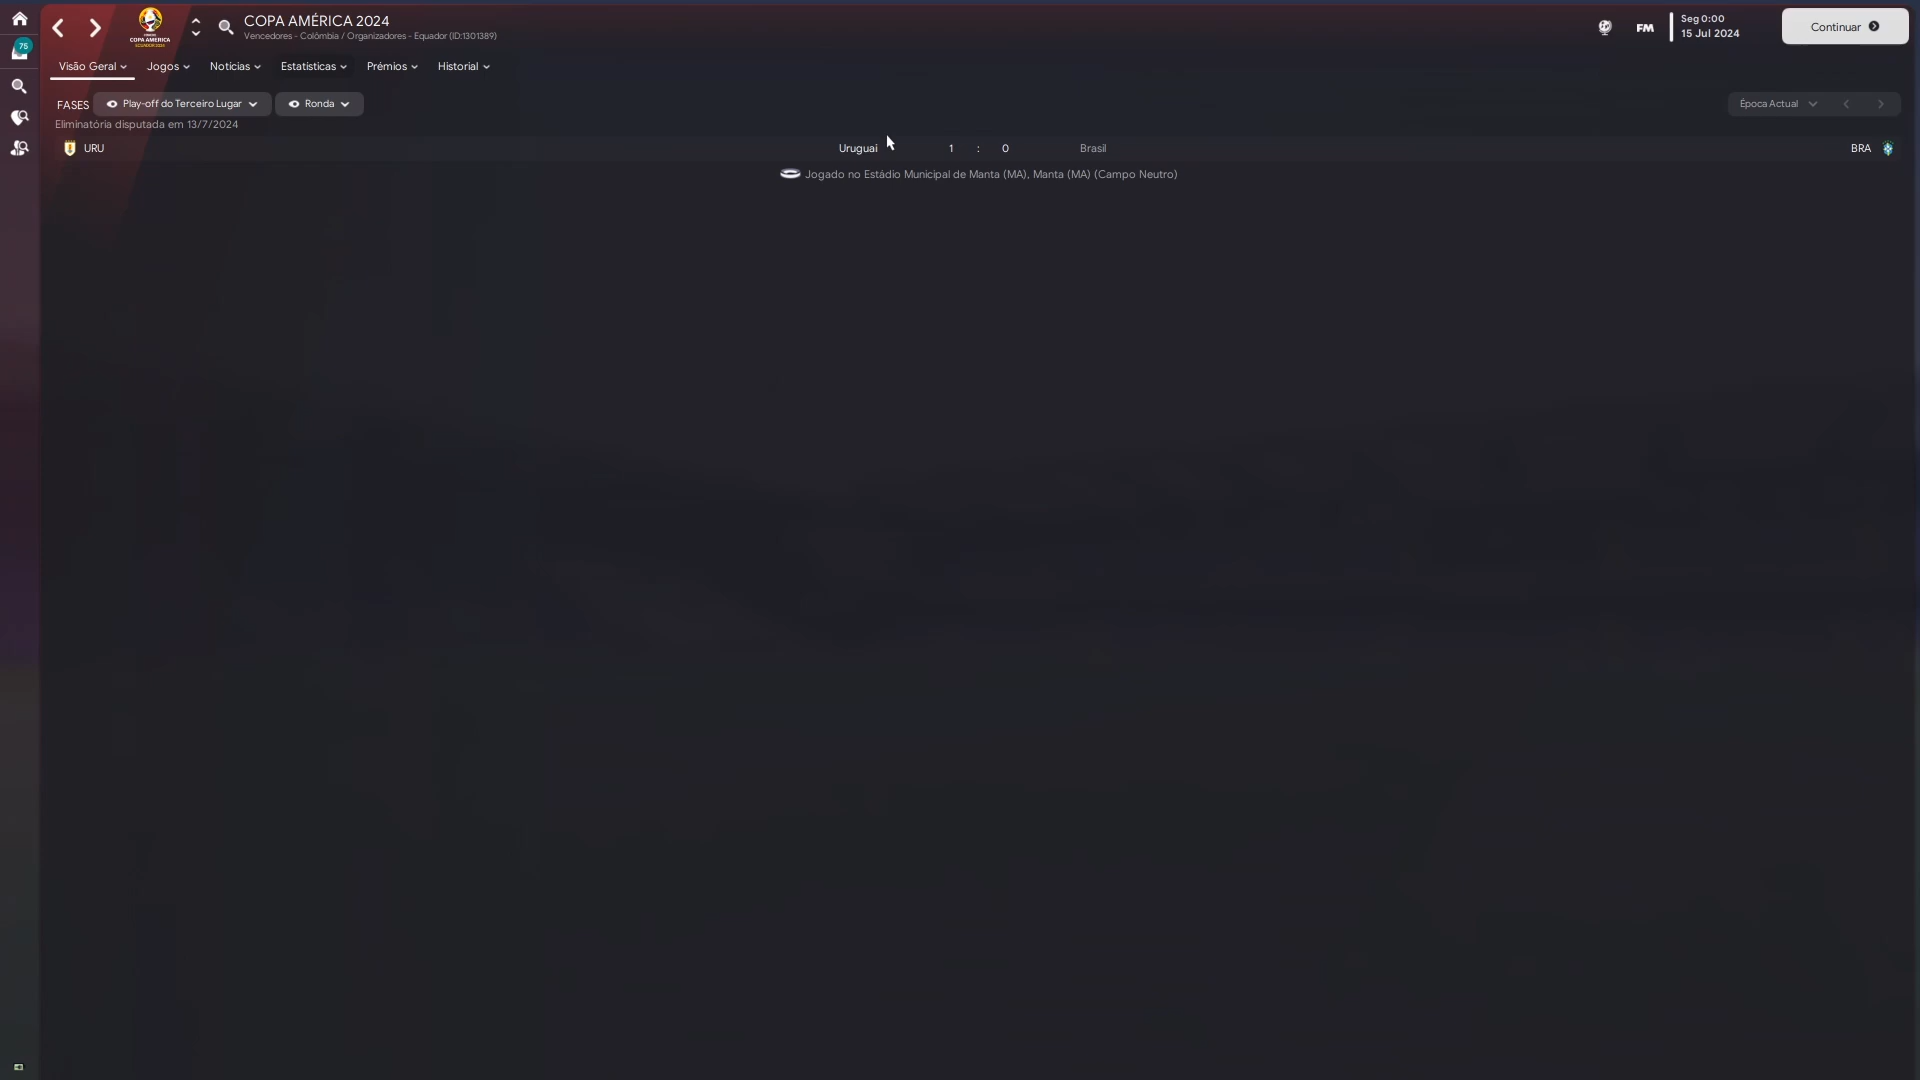 COPA AMÉRICA 2024
Vencedores - Colômbia / Organizadores - Equador (ID:1301389)
COPA AMERICA
FM
Seg 0:00
15 Jul 2024
Continuar
75
Visão Geral
Jogos
Notícias
Estatísticas
Prémios
Historial
FASES
Play-off do Terceiro Lugar
Ronda
Época Actual
Eliminatória disputada em 13/7/2024
URU Uruguai 1 : 0 Brasil BRA
Jogado no Estádio Municipal de Manta (MA), Manta (MA) (Campo Neutro)